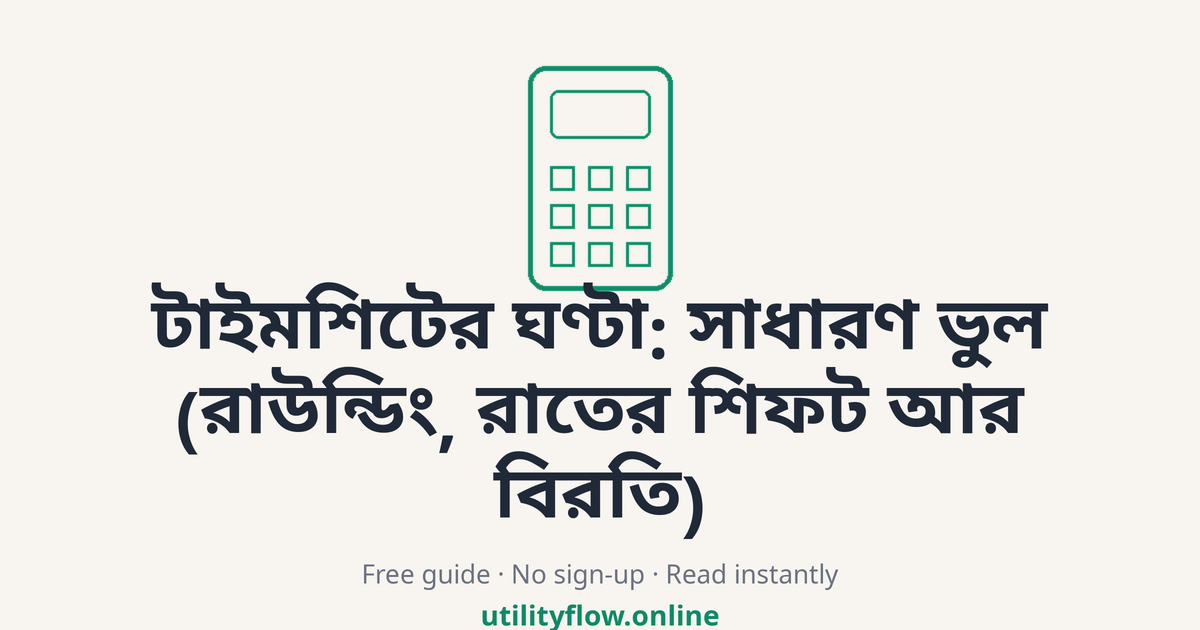 টাইমশিটের ঘণ্টা: সাধারণ ভুল
(রাউন্ডিং, রাতের শিফট আর
বিরতি)
Free guide · No sign-up · Read instantly
utilityflow.online